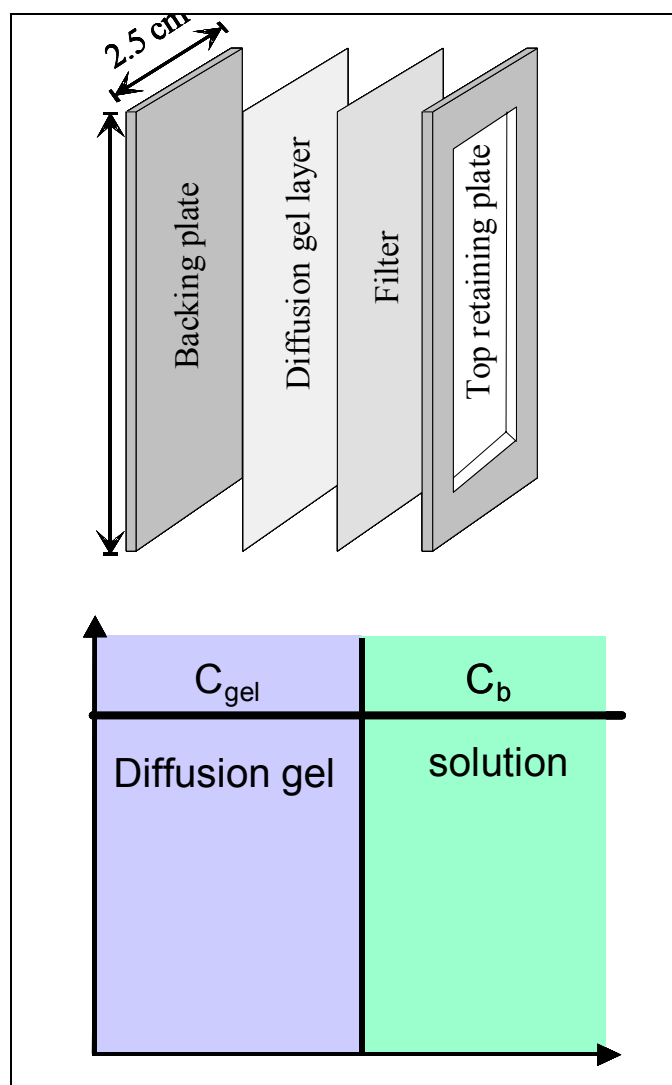 2.5 cm
Backing plate
Diffusion gel layer
Filter
Top retaining plate
C_gel C_b
Diffusion gel solution